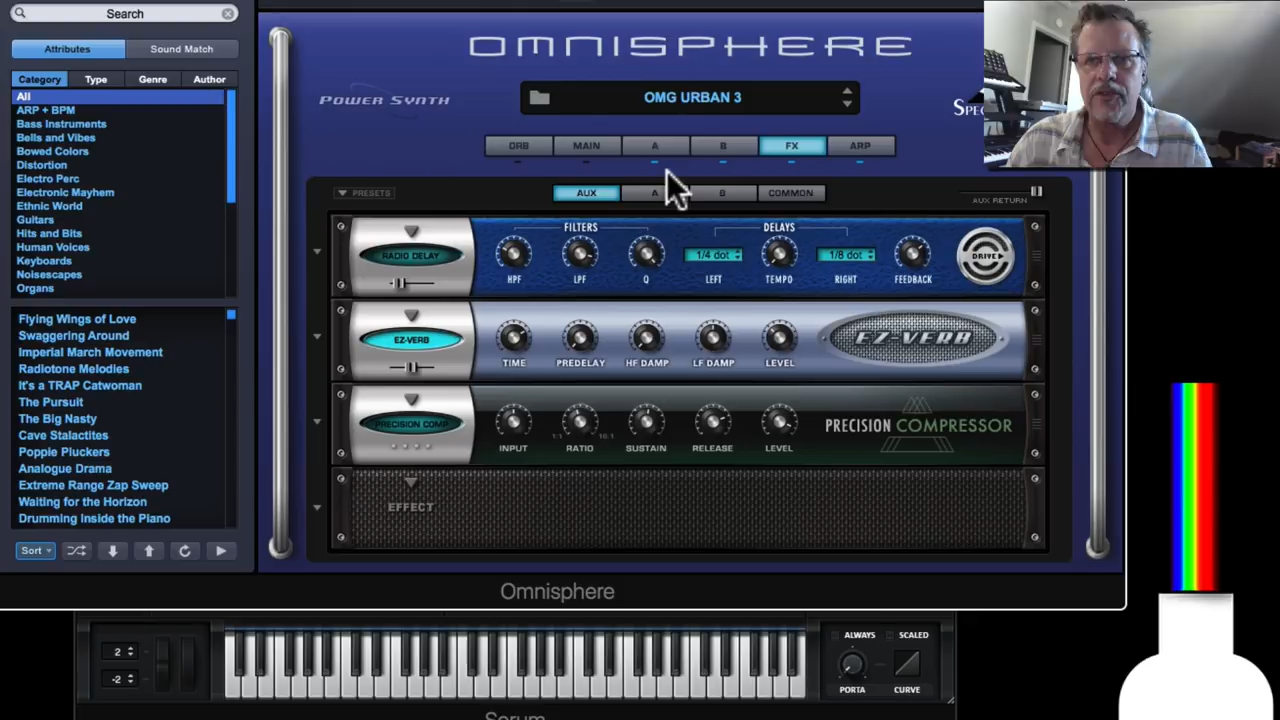 Search
Attributes
Sound Match
Category
Type
Genre
Author
All
ARP + BPM
Bass Instruments
Bells and Vibes
Bowed Colors
Distortion
Electro Perc
Electronic Mayhem
Ethnic World
Guitars
Hits and Bits
Human Voices
Keyboards
Noisescapes
Organs
Flying Wings of Love
Swaggering Around
Imperial March Movement
Radiotone Melodies
It's a TRAP Catwoman
The Pursuit
The Big Nasty
Cave Stalactites
Poppie Pluckers
Analogue Drama
Extreme Range Zap Sweep
Waiting for the Horizon
Drumming Inside the Piano
Sort
OMNISPHERE
POWER SYNTH
OMG URBAN 3
ORB
MAIN
A
B
FX
ARP
PRESETS
AUX
A
B
COMMON
AUX RETURN
RADIO DELAY
FILTERS
DELAYS
HPF
LPF
Q
1/4 dot
LEFT
TEMPO
1/8 dot
RIGHT
FEEDBACK
DRIVE
EZ-VERB
TIME
PREDELAY
HF DAMP
LF DAMP
LEVEL
EZ-VERB
PRECISION COMP
INPUT
1:1
RATIO
10:1
SUSTAIN
RELEASE
LEVEL
PRECISION COMPRESSOR
EFFECT
Omnisphere
2
-2
ALWAYS
SCALED
PORTA
CURVE
Serum